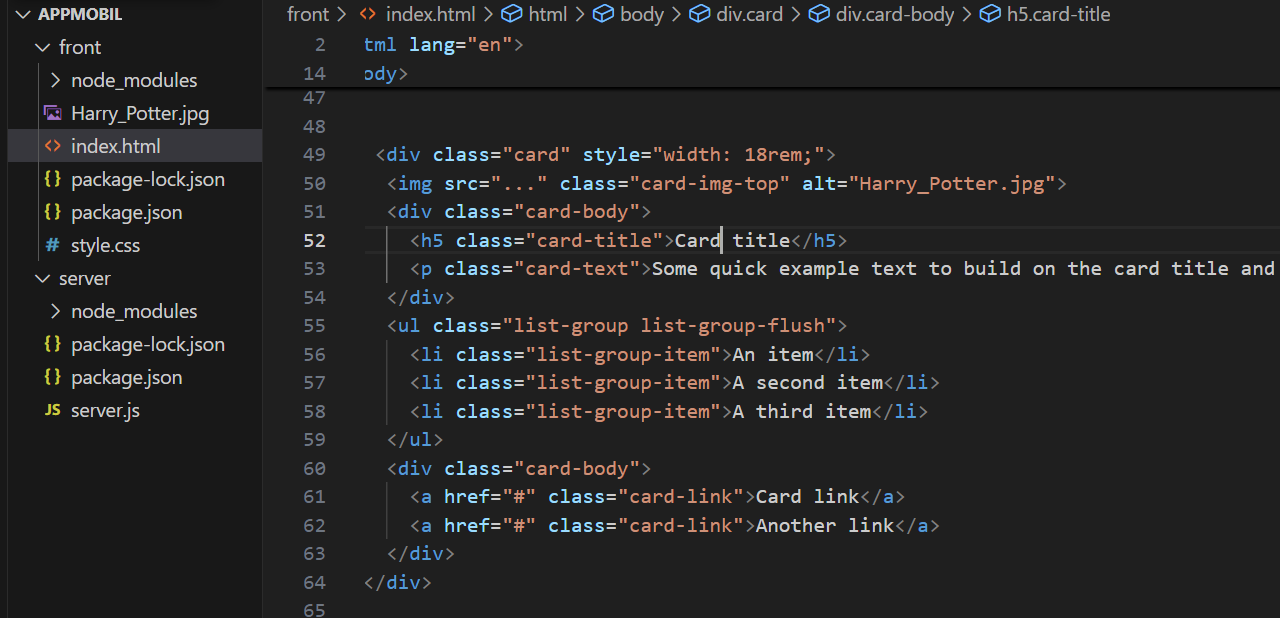 APPMOBIL
front
node_modules
Harry_Potter.jpg
index.html
package-lock.json
package.json
style.css
server
node_modules
package-lock.json
package.json
JS server.js
front > index.html > html > body > div.card > div.card-body > h5.card-title
2 tml lang="en">
14 ody>
47
48
49 <div class="card" style="width: 18rem;">
50 <img src="..." class="card-img-top" alt="Harry_Potter.jpg">
51 <div class="card-body">
52 <h5 class="card-title">Card title</h5>
53 <p class="card-text">Some quick example text to build on the card title and
54 </div>
55 <ul class="list-group list-group-flush">
56 <li class="list-group-item">An item</li>
57 <li class="list-group-item">A second item</li>
58 <li class="list-group-item">A third item</li>
59 </ul>
60 <div class="card-body">
61 <a href="#" class="card-link">Card link</a>
62 <a href="#" class="card-link">Another link</a>
63 </div>
64 </div>
65